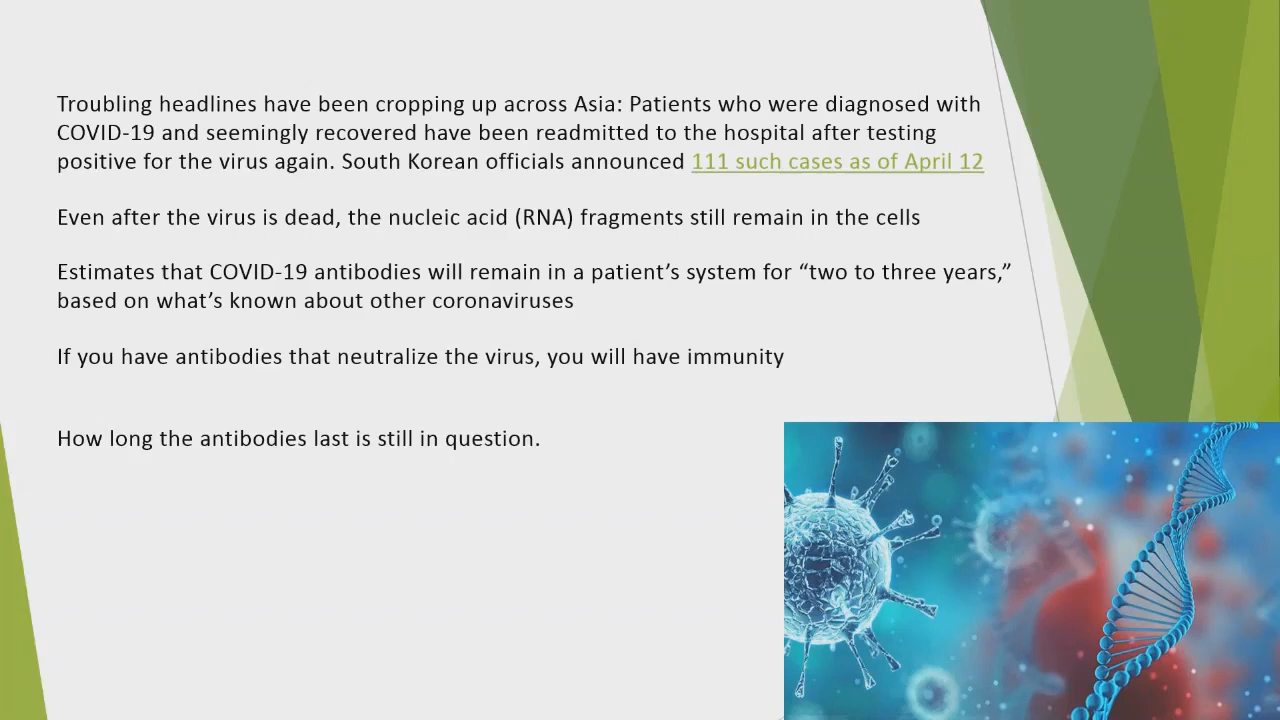 Troubling headlines have been cropping up across Asia: Patients who were diagnosed with
COVID-19 and seemingly recovered have been readmitted to the hospital after testing
positive for the virus again. South Korean officials announced 111 such cases as of April 12
Even after the virus is dead, the nucleic acid (RNA) fragments still remain in the cells
Estimates that COVID-19 antibodies will remain in a patient’s system for “two to three years,”
based on what’s known about other coronaviruses
If you have antibodies that neutralize the virus, you will have immunity
How long the antibodies last is still in question.